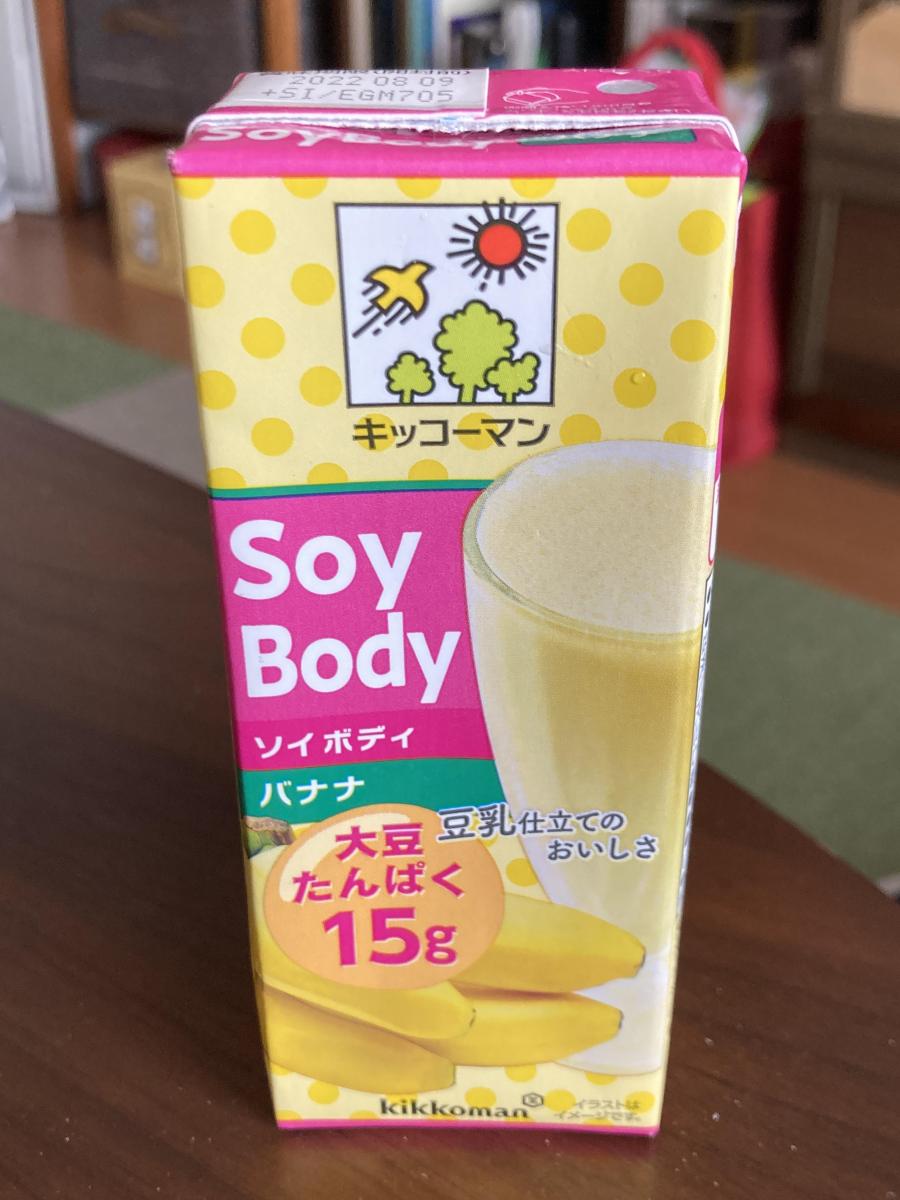 2022 08 09
+SI/EGM705
キッコーマン
Soy
Body
ソイボディ
バナナ
大豆
たんぱく
15g
豆乳仕立ての
おいしさ
kikkoman
イラストは
イメージです。